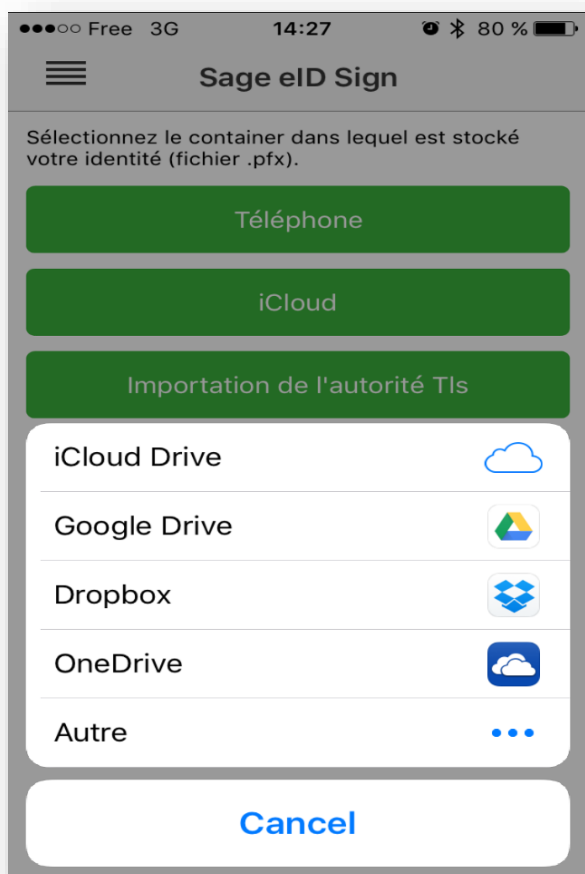 Free 3G 14:27 80 %
Sage eID Sign
Sélectionnez le container dans lequel est stocké
votre identité (fichier .pfx).
Téléphone
iCloud
Importation de l'autorité Tls
iCloud Drive
Google Drive
Dropbox
OneDrive
Autre
Cancel